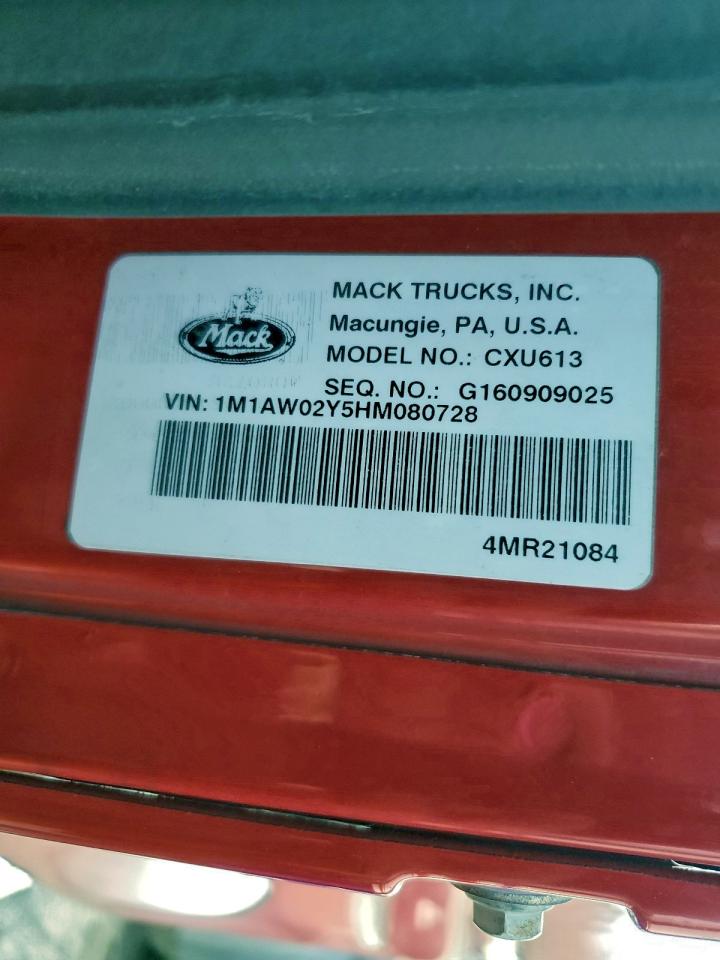 Mack
MACK TRUCKS, INC.
Macungie, PA, U.S.A.
MODEL NO.: CXU613
SEQ. NO.: G160909025
VIN: 1M1AW02Y5HM080728
4MR21084